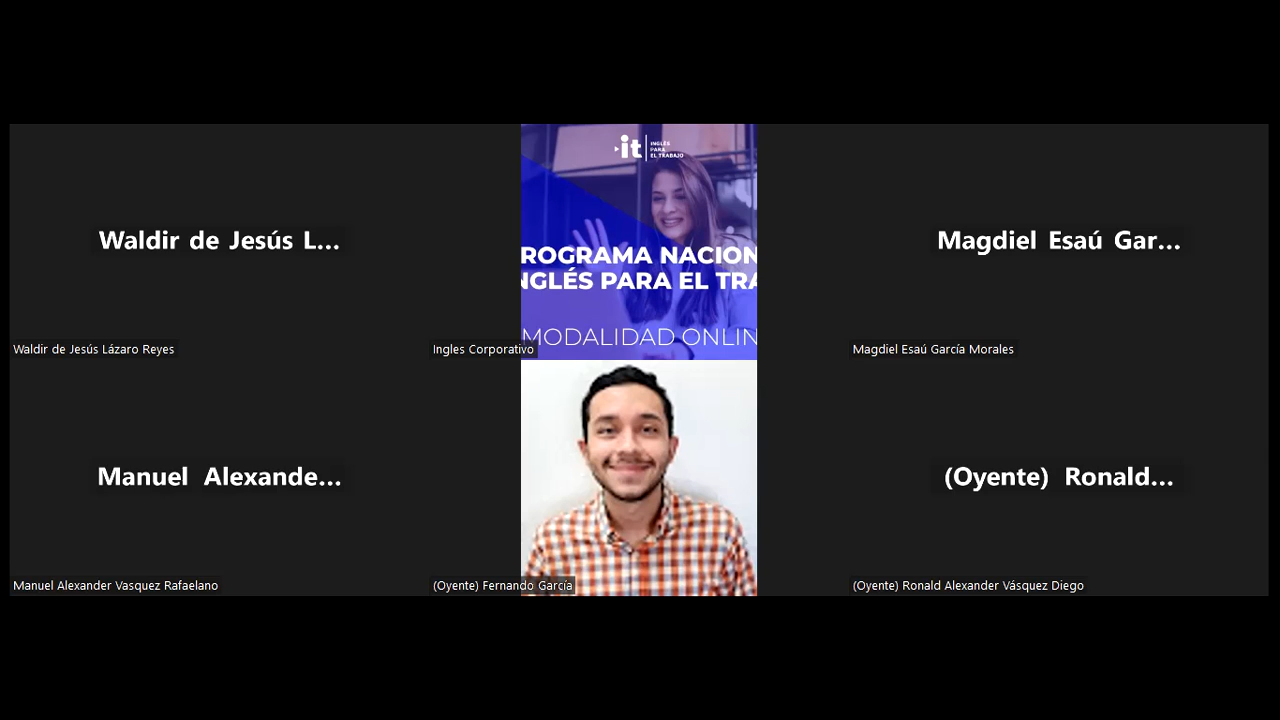 Waldir de Jesús L...
Waldir de Jesús Lázaro Reyes
it
INGLÉS
PARA
EL TRABAJO
ROGRAMA NACION
NGLÉS PARA EL TRA
MODALIDAD ONLIN
Ingles Corporativo
Magdiel Esaú Gar...
Magdiel Esaú García Morales
Manuel Alexande...
Manuel Alexander Vasquez Rafaelano
(Oyente) Fernando García
(Oyente) Ronald...
(Oyente) Ronald Alexander Vásquez Diego